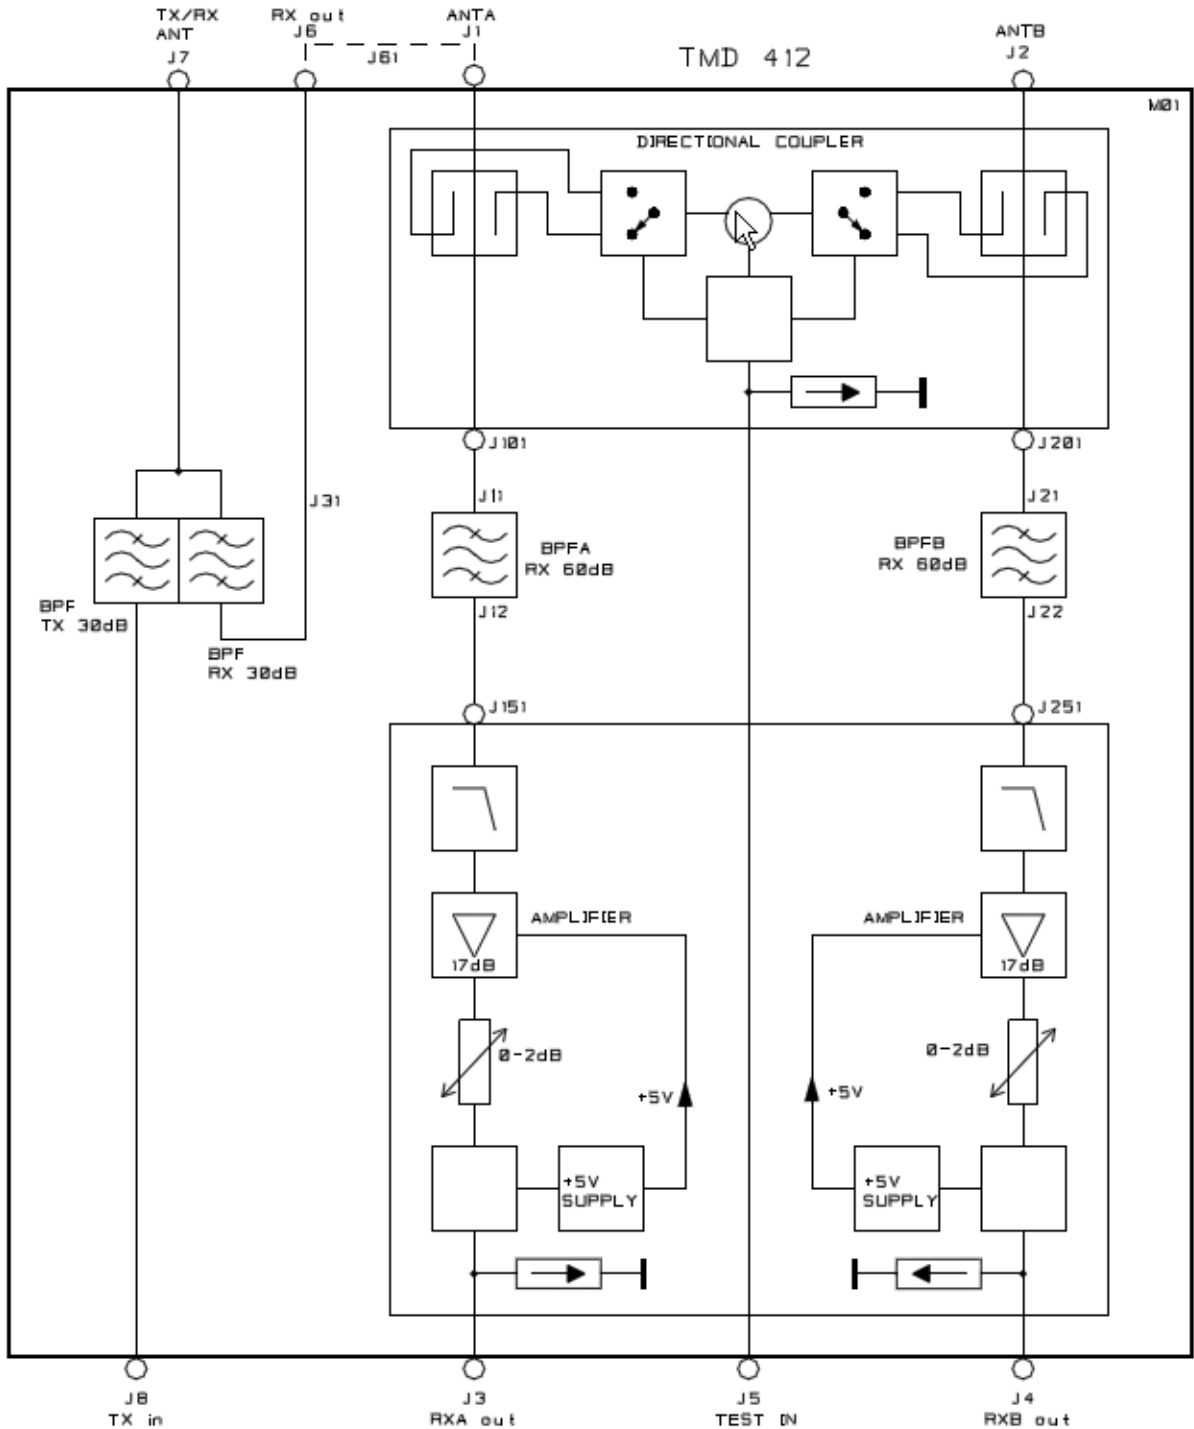 TX/RX
ANT
J7
RX out
J6
J61
ANTA
J1
TMD 412
ANTB
J2
M01
DIRECTIONAL COUPLER
J101
J201
J31
J11
J21
BPFA
RX 60dB
BPFB
RX 60dB
BPF
TX 30dB
J12
J22
BPF
RX 30dB
J151
J251
AMPLIFIER
AMPLIFIER
17dB
17dB
0-2dB
0-2dB
+5V
+5V
+5V
SUPPLY
+5V
SUPPLY
J8
TX in
J3
RXA out
J5
TEST IN
J4
RXB out